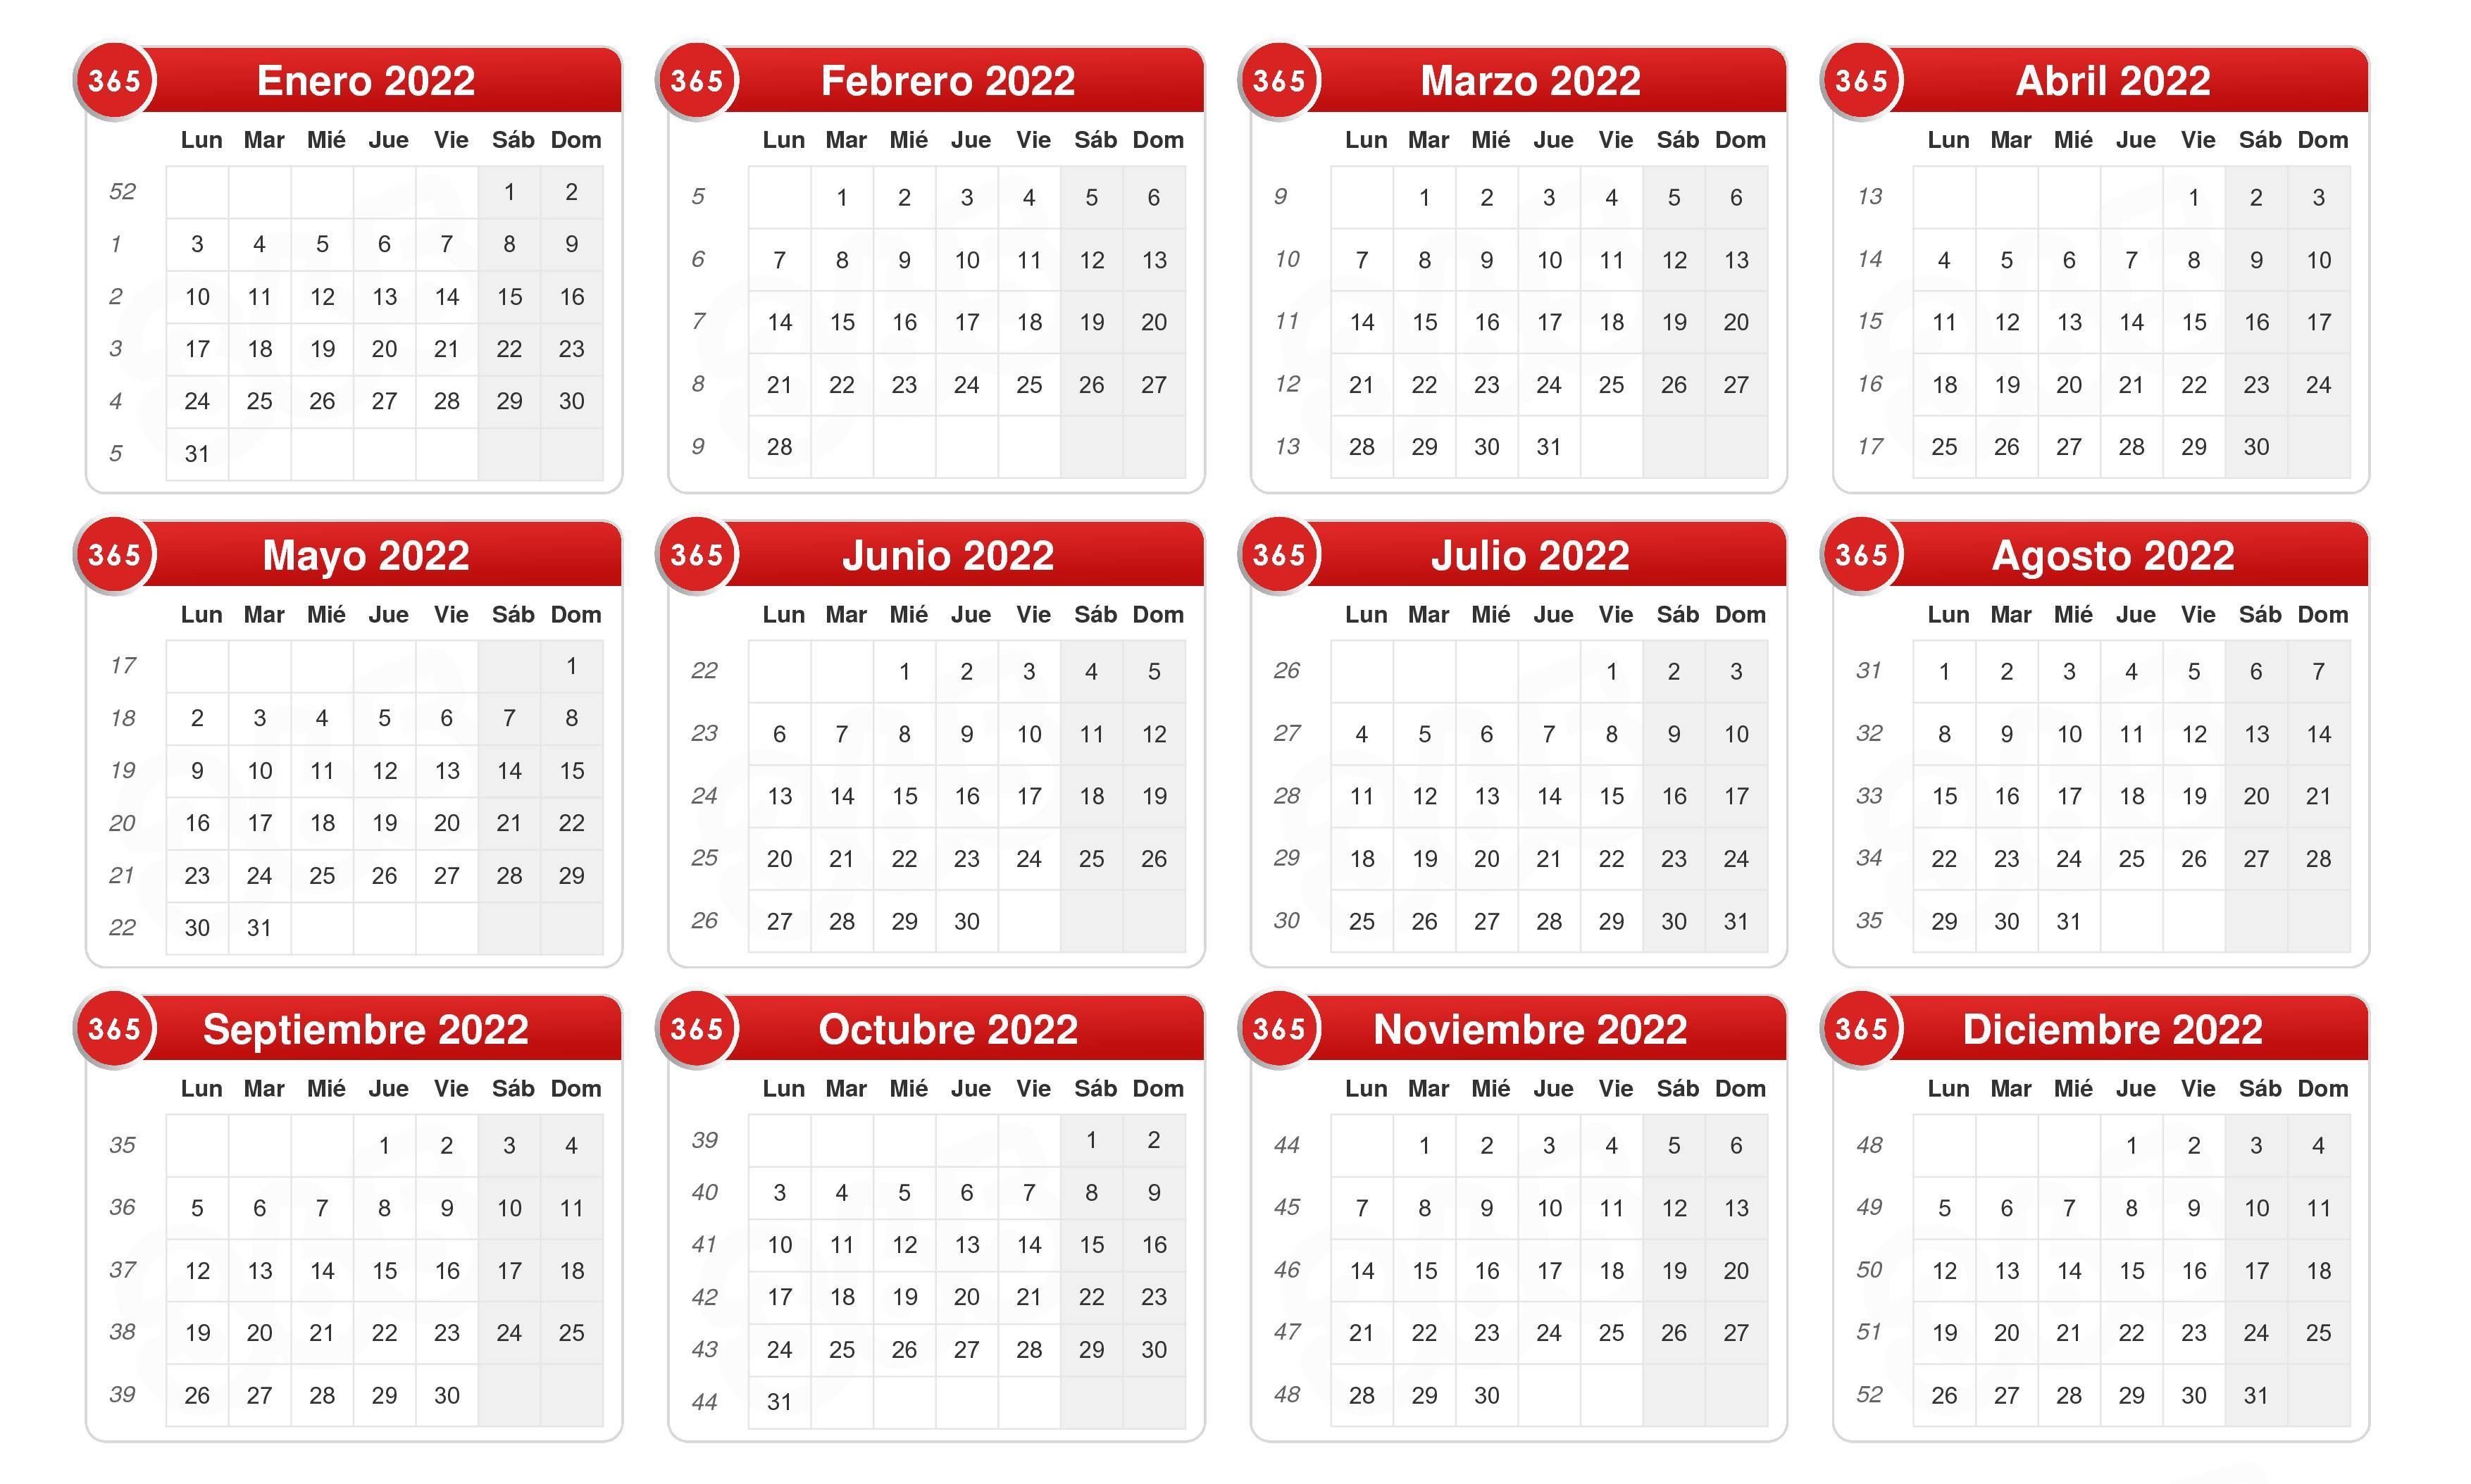 365 Enero 2022
Lun Mar Mié Jue Vie Sáb Dom
52 1 2
1 3 4 5 6 7 8 9
2 10 11 12 13 14 15 16
3 17 18 19 20 21 22 23
4 24 25 26 27 28 29 30
5 31
365 Febrero 2022
Lun Mar Mié Jue Vie Sáb Dom
5 1 2 3 4 5 6
6 7 8 9 10 11 12 13
7 14 15 16 17 18 19 20
8 21 22 23 24 25 26 27
9 28
365 Marzo 2022
Lun Mar Mié Jue Vie Sáb Dom
9 1 2 3 4 5 6
10 7 8 9 10 11 12 13
11 14 15 16 17 18 19 20
12 21 22 23 24 25 26 27
13 28 29 30 31
365 Abril 2022
Lun Mar Mié Jue Vie Sáb Dom
13 1 2 3
14 4 5 6 7 8 9 10
15 11 12 13 14 15 16 17
16 18 19 20 21 22 23 24
17 25 26 27 28 29 30
365 Mayo 2022
Lun Mar Mié Jue Vie Sáb Dom
17 1
18 2 3 4 5 6 7 8
19 9 10 11 12 13 14 15
20 16 17 18 19 20 21 22
21 23 24 25 26 27 28 29
22 30 31
365 Junio 2022
Lun Mar Mié Jue Vie Sáb Dom
22 1 2 3 4 5
23 6 7 8 9 10 11 12
24 13 14 15 16 17 18 19
25 20 21 22 23 24 25 26
26 27 28 29 30
365 Julio 2022
Lun Mar Mié Jue Vie Sáb Dom
26 1 2 3
27 4 5 6 7 8 9 10
28 11 12 13 14 15 16 17
29 18 19 20 21 22 23 24
30 25 26 27 28 29 30 31
365 Agosto 2022
Lun Mar Mié Jue Vie Sáb Dom
31 1 2 3 4 5 6 7
32 8 9 10 11 12 13 14
33 15 16 17 18 19 20 21
34 22 23 24 25 26 27 28
35 29 30 31
365 Septiembre 2022
Lun Mar Mié Jue Vie Sáb Dom
35 1 2 3 4
36 5 6 7 8 9 10 11
37 12 13 14 15 16 17 18
38 19 20 21 22 23 24 25
39 26 27 28 29 30
365 Octubre 2022
Lun Mar Mié Jue Vie Sáb Dom
39 1 2
40 3 4 5 6 7 8 9
41 10 11 12 13 14 15 16
42 17 18 19 20 21 22 23
43 24 25 26 27 28 29 30
44 31
365 Noviembre 2022
Lun Mar Mié Jue Vie Sáb Dom
44 1 2 3 4 5 6
45 7 8 9 10 11 12 13
46 14 15 16 17 18 19 20
47 21 22 23 24 25 26 27
48 28 29 30
365 Diciembre 2022
Lun Mar Mié Jue Vie Sáb Dom
48 1 2 3 4
49 5 6 7 8 9 10 11
50 12 13 14 15 16 17 18
51 19 20 21 22 23 24 25
52 26 27 28 29 30 31